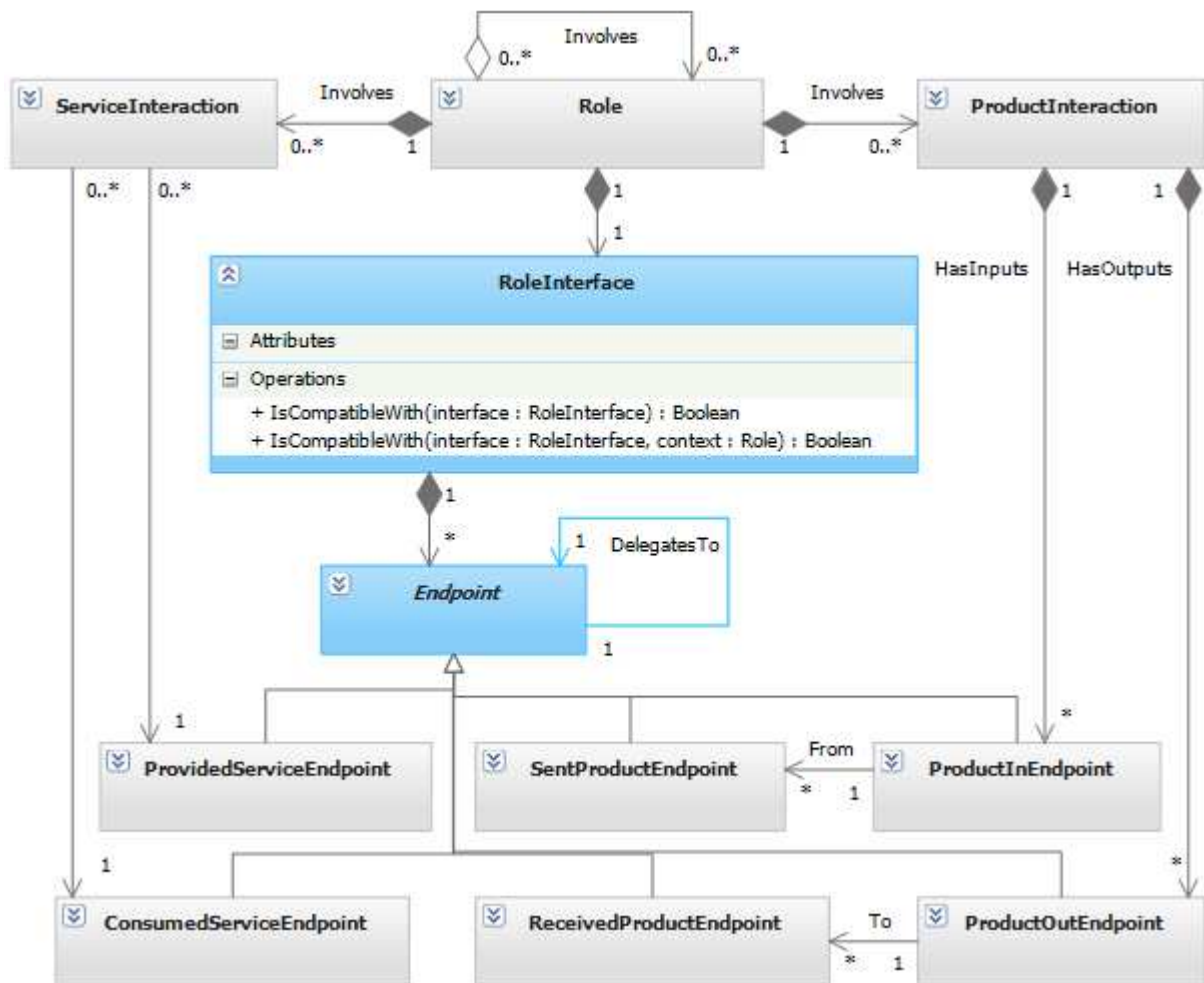 Involves
0..*
0..*
ServiceInteraction
Involves
Role
Involves
ProductInteraction
0..*
1
1
0..*
0..*
0..*
1
1
1
1
HasInputs
HasOutputs
RoleInterface
Attributes
Operations
+ IsCompatibleWith(interface : RoleInterface) : Boolean
+ IsCompatibleWith(interface : RoleInterface, context : Role) : Boolean
1
*
1
DelegatesTo
Endpoint
1
1
*
ProvidedServiceEndpoint
SentProductEndpoint
From
ProductInEndpoint
*
1
1
*
ConsumedServiceEndpoint
ReceivedProductEndpoint
To
ProductOutEndpoint
*
1